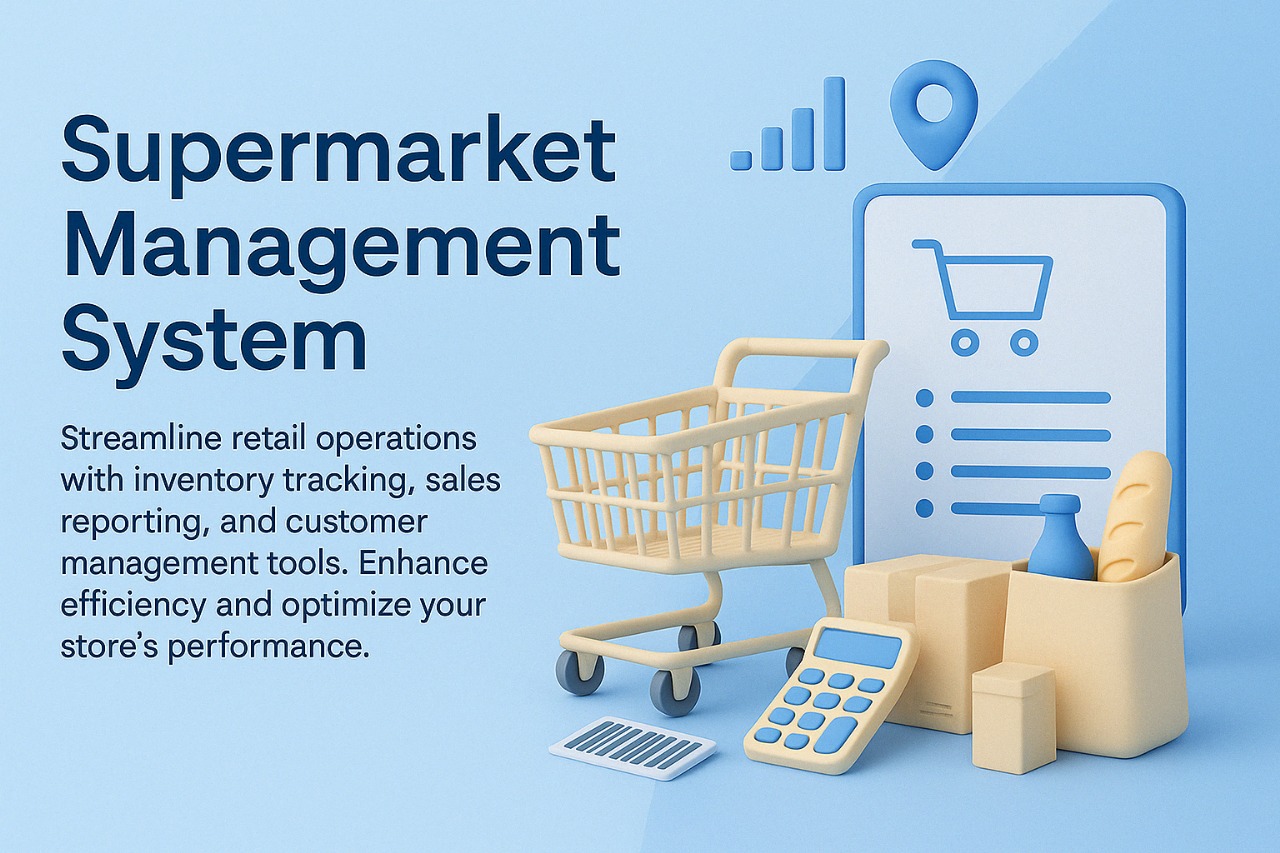 Supermarket
Management
System
Streamline retail operations
with inventory tracking, sales
reporting, and customer
management tools. Enhance
efficiency and optimize your
store’s performance.